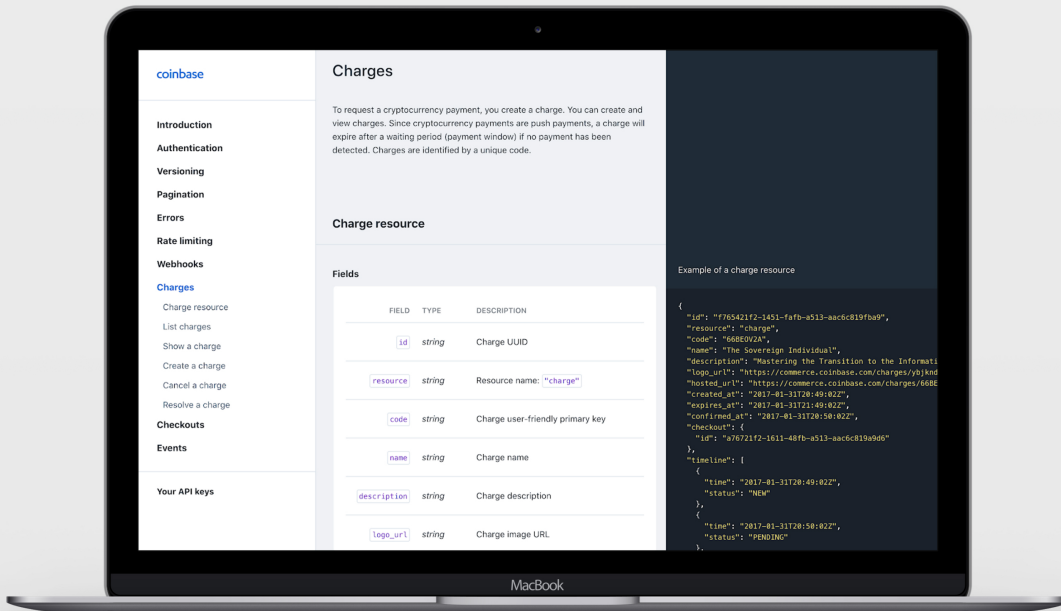 coinbase
Introduction
Authentication
Versioning
Pagination
Errors
Rate limiting
Webhooks
Charges
Charge resource
List charges
Show a charge
Create a charge
Cancel a charge
Resolve a charge
Checkouts
Events
Your API keys
Charges
To request a cryptocurrency payment, you create a charge. You can create and
view charges. Since cryptocurrency payments are push payments, a charge will
expire after a waiting period (payment window) if no payment has been
detected. Charges are identified by a unique code.
Charge resource
Fields
FIELD TYPE DESCRIPTION
id string Charge UUID
resource string Resource name: "charge"
code string Charge user-friendly primary key
name string Charge name
description string Charge description
logo_url string Charge image URL
Example of a charge resource
{
"id": "f765421f2-1451-fafb-a513-aac6c819fba9",
"resource": "charge",
"code": "66BEOV2A",
"name": "The Sovereign Individual",
"description": "Mastering the Transition to the Informati
"logo_url": "https://commerce.coinbase.com/charges/ybjknd
"hosted_url": "https://commerce.coinbase.com/charges/66BE
"created_at": "2017-01-31T20:49:02Z",
"expires_at": "2017-01-31T21:49:02Z",
"confirmed_at": "2017-01-31T20:50:02Z",
"checkout": {
"id": "a76721f2-1611-48fb-a513-aac6c819a9d6"
},
"timeline": [
{
"time": "2017-01-31T20:49:02Z",
"status": "NEW"
},
{
"time": "2017-01-31T20:50:02Z",
"status": "PENDING"
},
MacBook